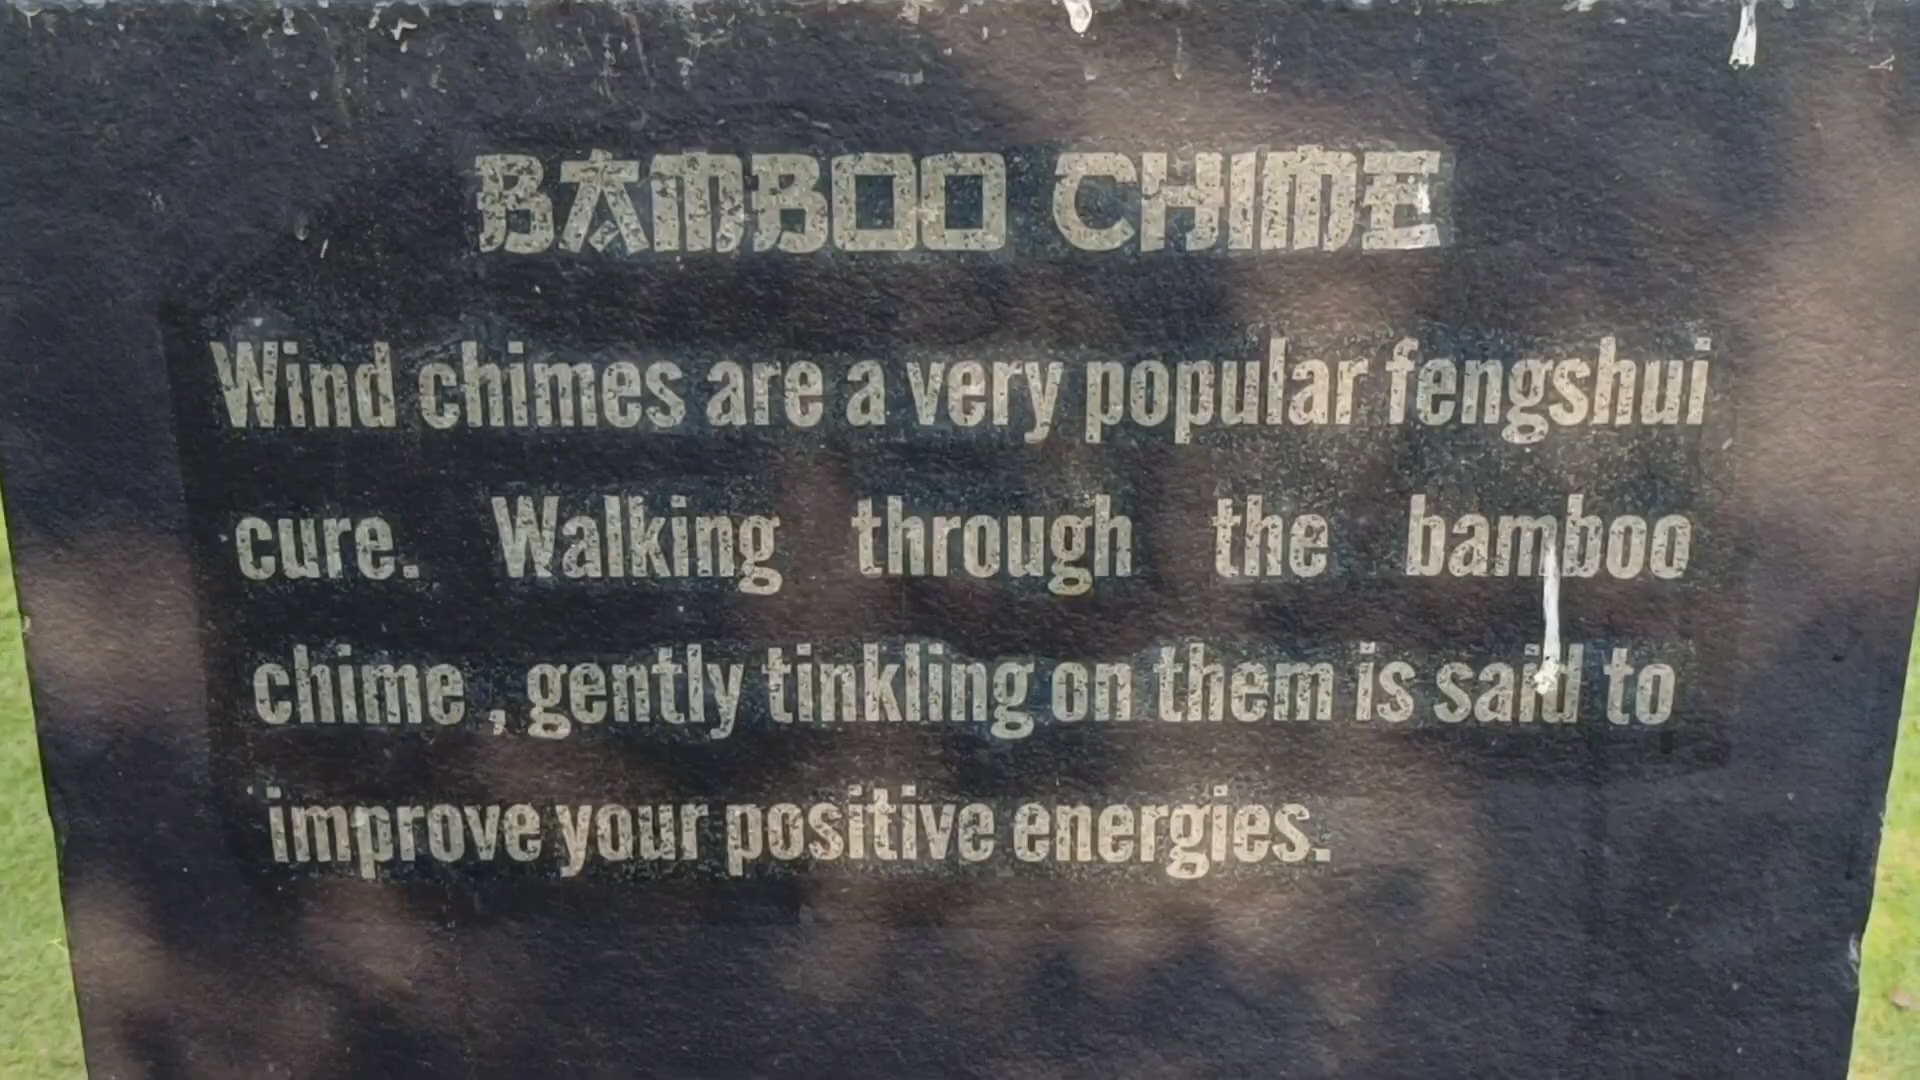 BAMBOO CHIME
Wind chimes are a very popular fengshui
cure. Walking through the bamboo
chime , gently tinkling on them is said to
improve your positive energies.